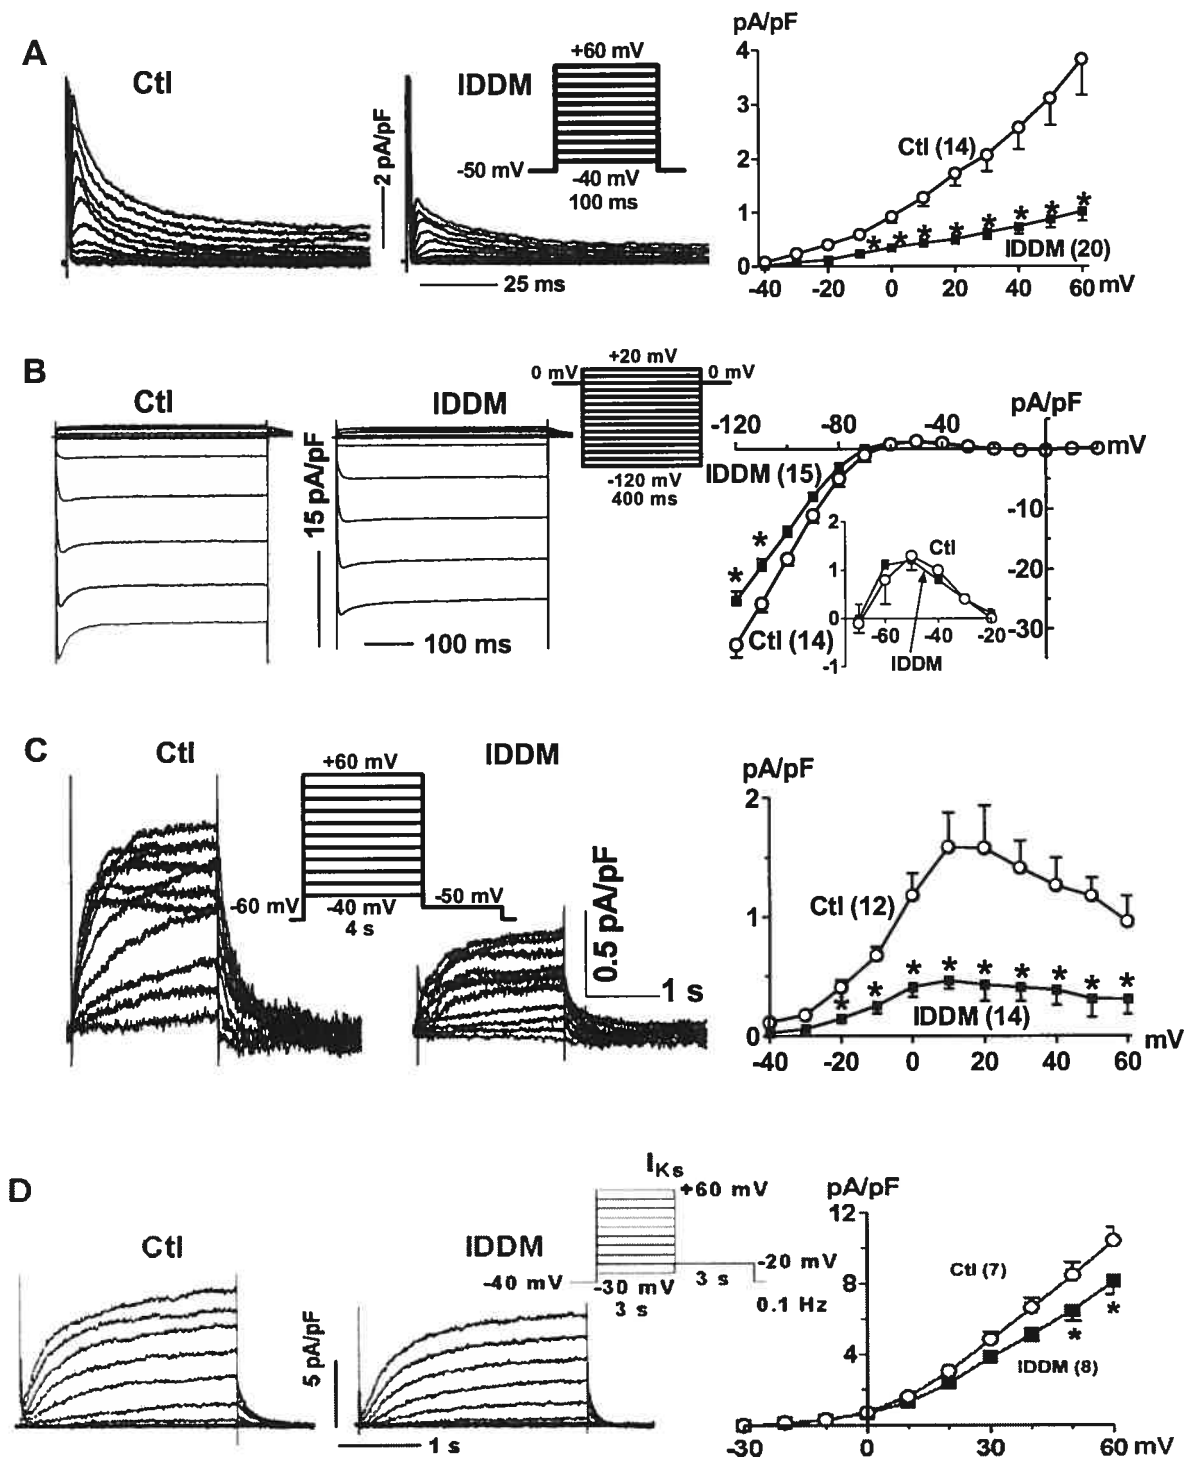 A
Ctl
IDDM
+60 mV
-50 mV
-40 mV
100 ms
2 pA/pF
25 ms
pA/pF
4
3
2
1
0
Ctl (14)
* * * * * * * *
IDDM (20)
-40 -20 0 20 40 60 mV
B
Ctl
IDDM
+20 mV
0 mV
0 mV
-120 mV
400 ms
15 pA/pF
100 ms
pA/pF
-120 -80 -40
mV
IDDM (15)
*
*
Ctl (14)
-10
-20
-30
2
1
0
-1
Ctl
-60 -40 -20
IDDM
C
Ctl
IDDM
+60 mV
-60 mV
-40 mV
4 s
-50 mV
0.5 pA/pF
1 s
pA/pF
2
1
0
Ctl (12)
* * * * * * * * *
IDDM (14)
-40 -20 0 20 40 60 mV
D
Ctl
IDDM
IKs
+60 mV
-40 mV
-30 mV
3 s
-20 mV
3 s
0.1 Hz
5 pA/pF
1 s
pA/pF
12
8
4
Ctl (7)
* *
IDDM (8)
-30 0 30 60 mV